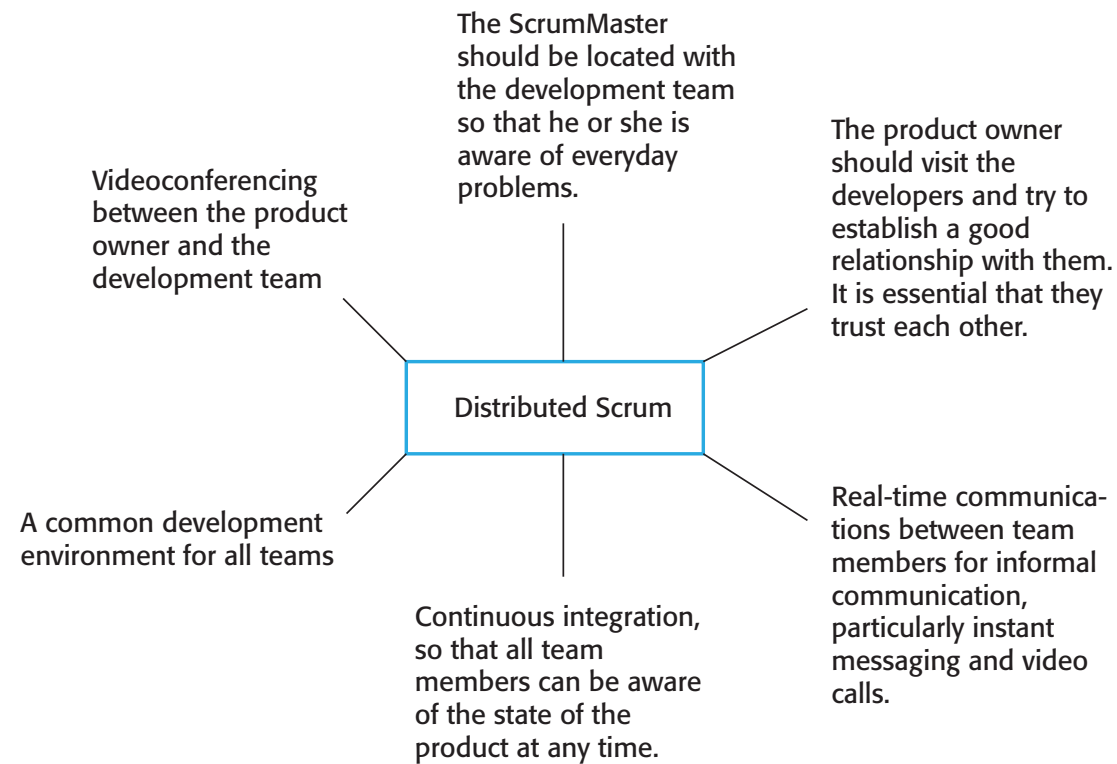 The ScrumMaster
should be located with
the development team
so that he or she is
aware of everyday
problems.
Videoconferencing
between the product
owner and the
development team
The product owner
should visit the
developers and try to
establish a good
relationship with them.
It is essential that they
trust each other.
Distributed Scrum
A common development
environment for all teams
Continuous integration,
so that all team
members can be aware
of the state of the
product at any time.
Real-time communica-
tions between team
members for informal
communication,
particularly instant
messaging and video
calls.